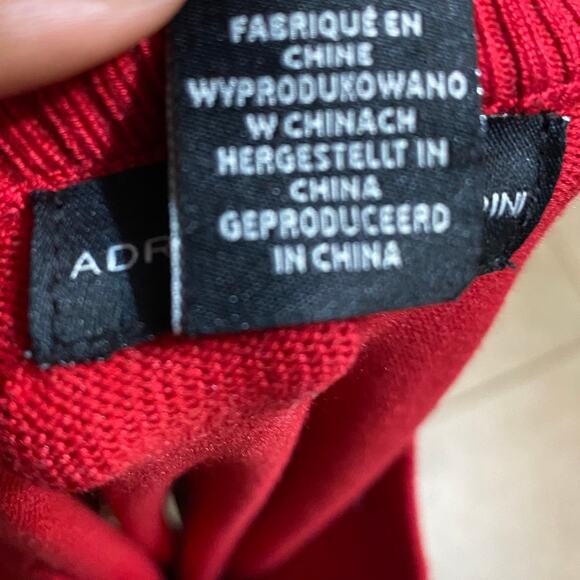 FABRIQUÉ EN
CHINE
WYPRODUKOWANO
W CHINACH
HERGESTELLT IN
CHINA
GEPRODUCEERD
IN CHINA